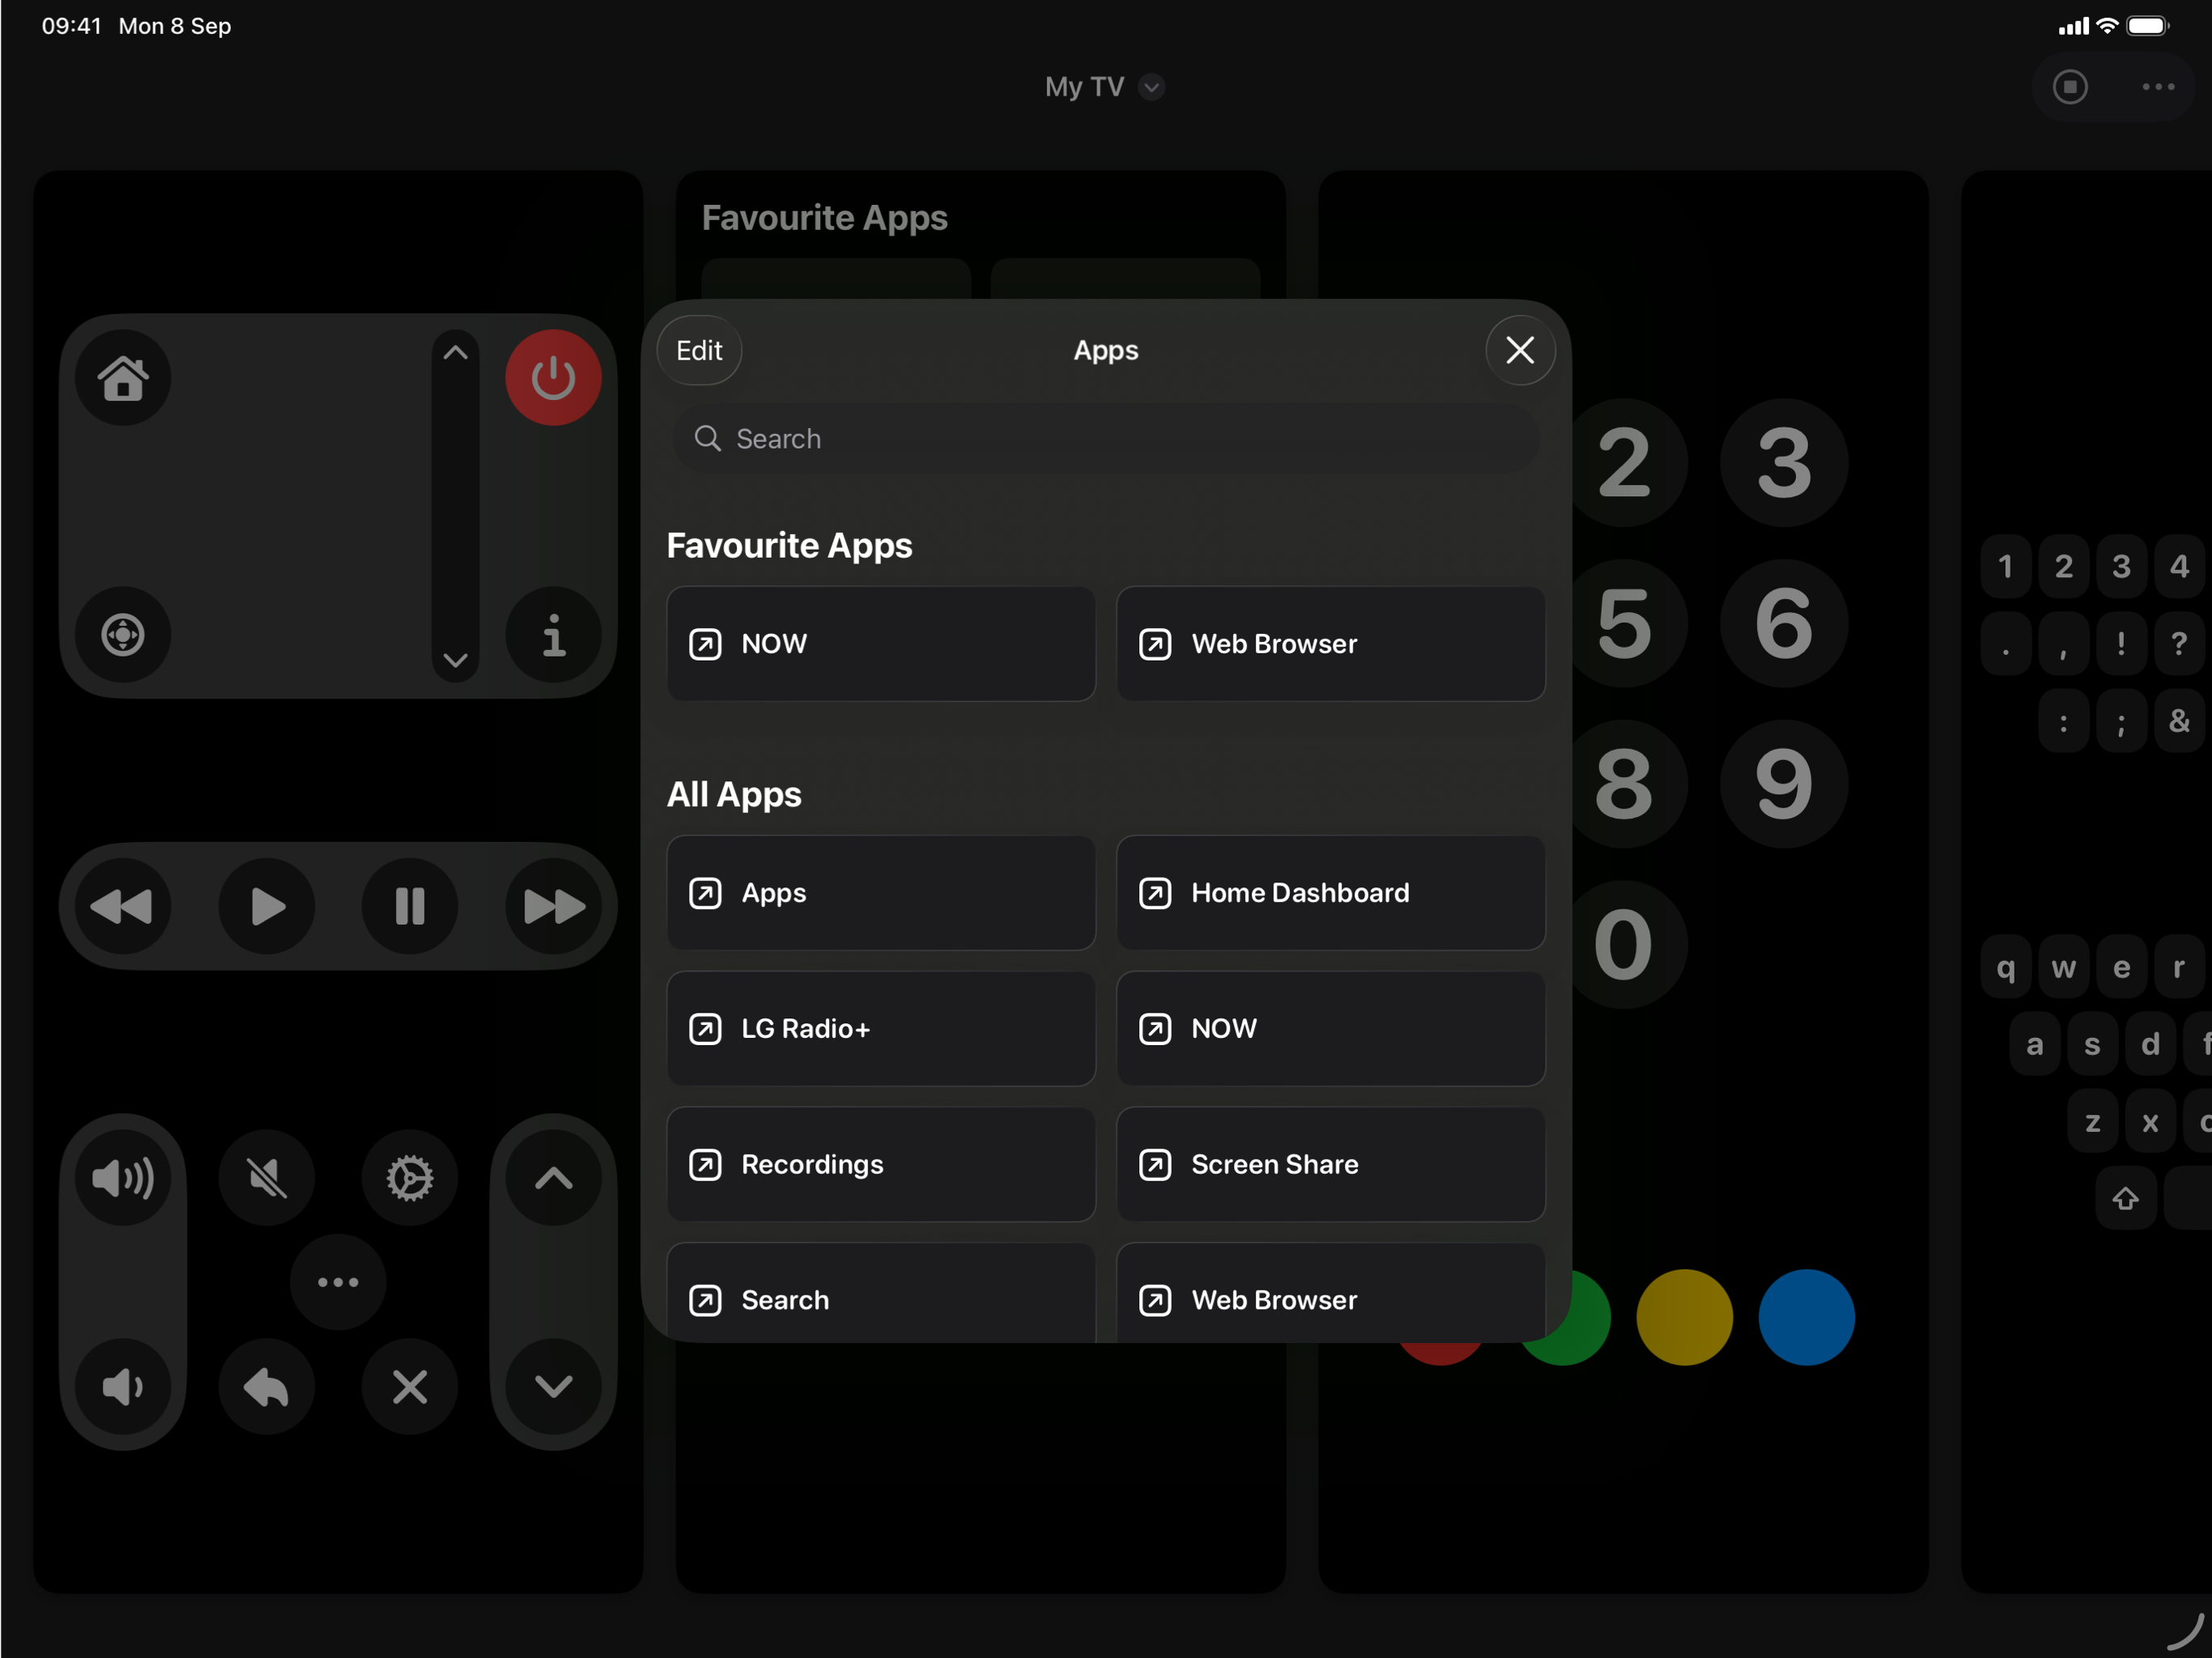 09:41 Mon 8 Sep
My TV
Favourite Apps
Edit
Apps
Search
Favourite Apps
NOW
Web Browser
All Apps
Apps
Home Dashboard
LG Radio+
NOW
Recordings
Screen Share
Search
Web Browser
2 3
5 6
8 9
0
1 2 3 4
. , ! ?
: ; &
q w e r
a s d
z x